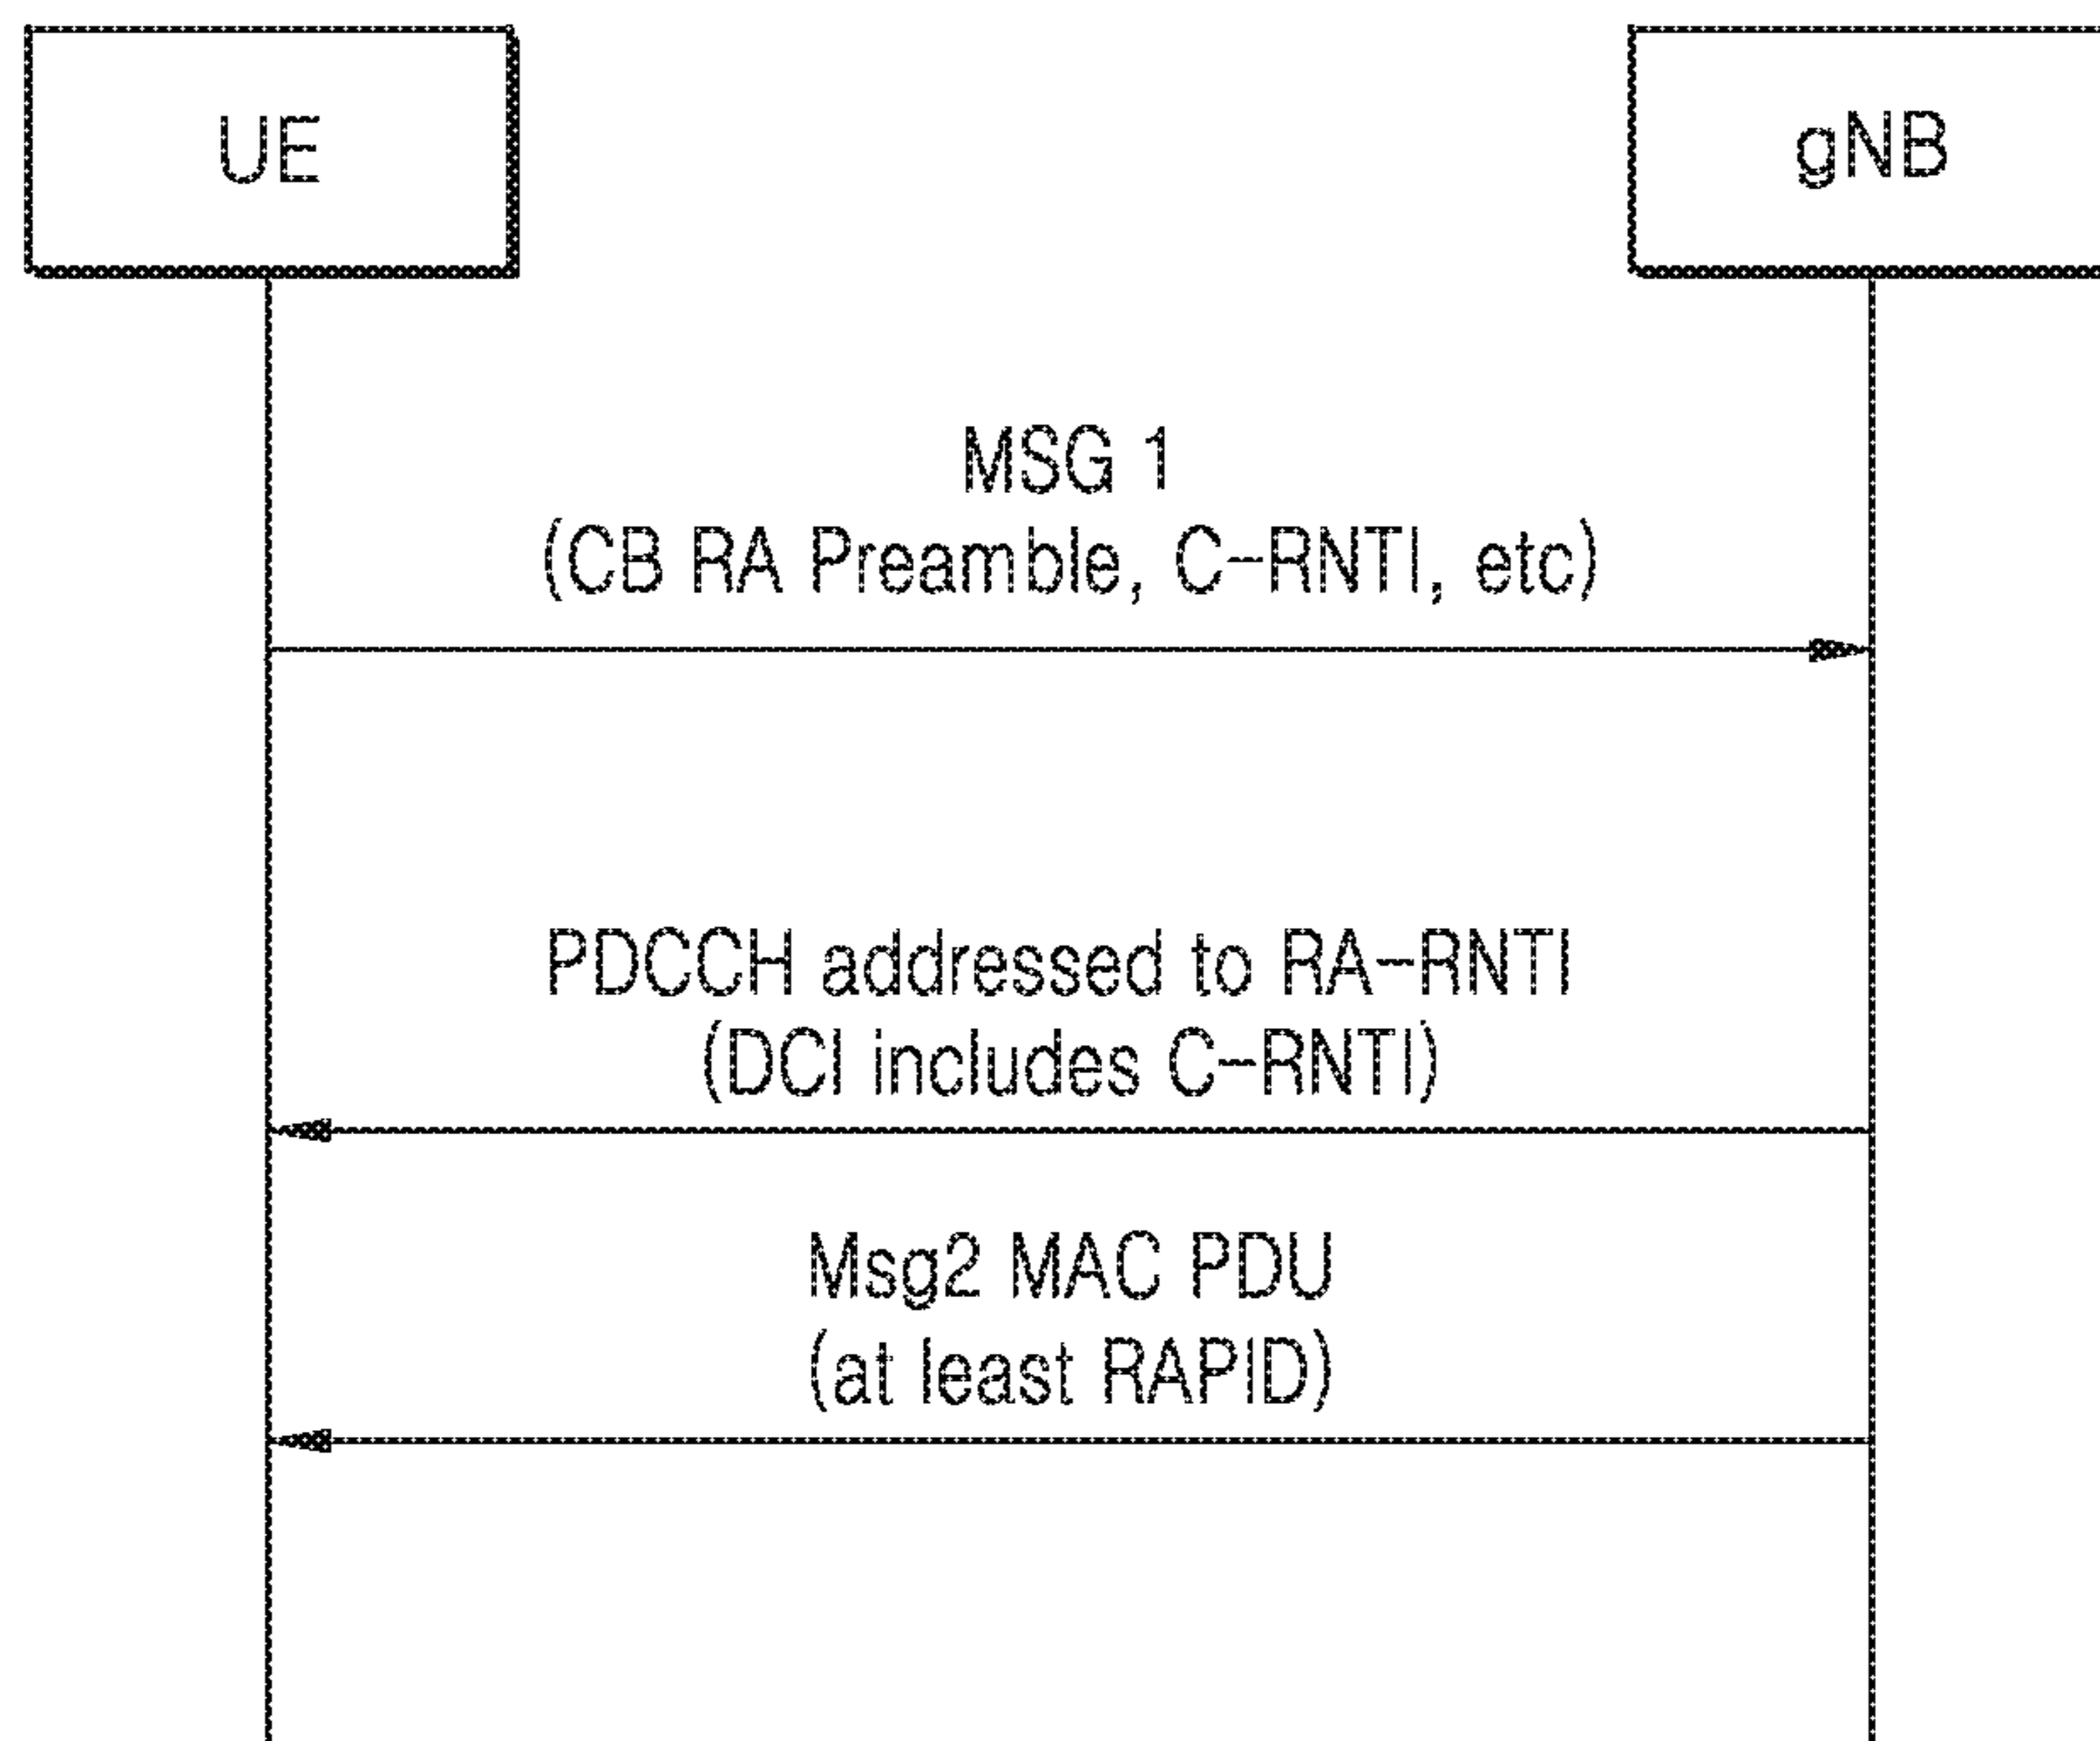 UE
gNB
MSG 1
(CB RA Preamble, C-RNTI, etc)
PDCCH addressed to RA-RNTI
(DCI includes C-RNTI)
Msg2 MAC PDU
(at least RAPID)